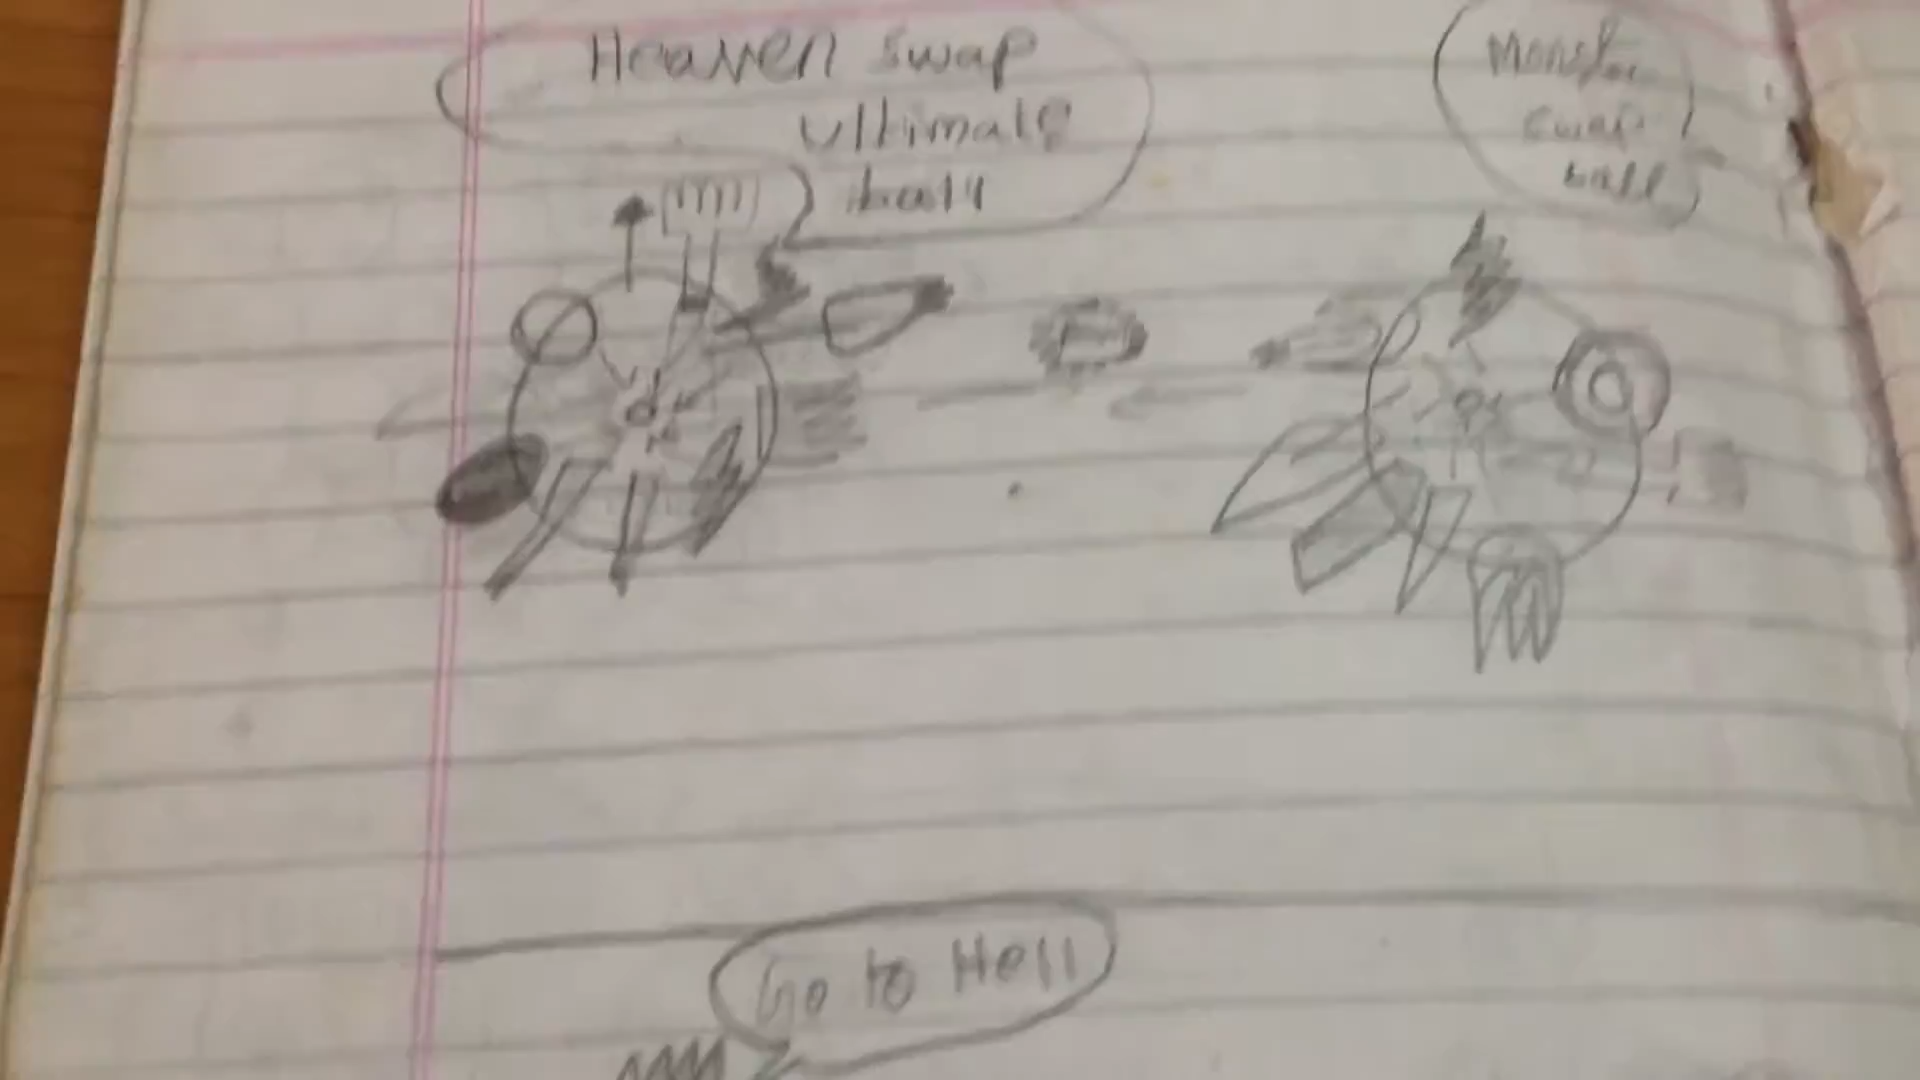 Heaven swap
ultimate
ball
Monster
swap
ball
Go to Hell